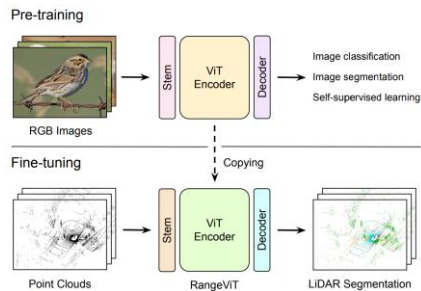 Pre-training
Stem
ViT
Encoder
Decoder
Image classification
Image segmentation
Self-supervised learning
RGB Images
Copying
Fine-tuning
Stem
ViT
Encoder
Decoder
Point Clouds
RangeViT
LiDAR Segmentation